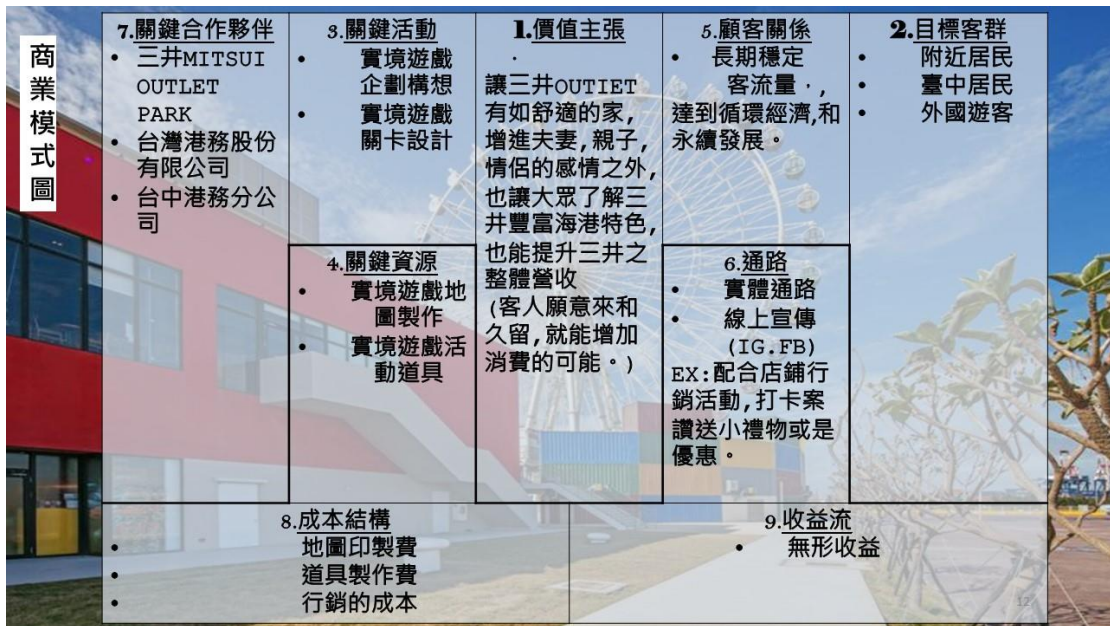 商業模式圖
7.關鍵合作夥伴
• 三井MITSUI
OUTLET
PARK
• 台灣港務股份
有限公司
• 台中港務分公
司
3.關鍵活動
• 實境遊戲
企劃構想
• 實境遊戲
關卡設計
4.關鍵資源
• 實境遊戲地
圖製作
• 實境遊戲活
動道具
1.價值主張
.
讓三井OUTIET
有如舒適的家,
增進夫妻,親子,
情侶的感情之外,
也讓大眾了解三
井豐富海港特色,
也能提升三井之
整體營收
(客人願意來和
久留,就能增加
消費的可能。)
5.顧客關係
• 長期穩定
客流量.,
達到循環經濟,和
永續發展。
6.通路
• 實體通路
• 線上宣傳
(IG.FB)
EX:配合店鋪行
銷活動,打卡案
讚送小禮物或是
優惠。
2.目標客群
• 附近居民
• 臺中居民
• 外國遊客
8.成本結構
• 地圖印製費
• 道具製作費
• 行銷的成本
9.收益流
• 無形收益
12